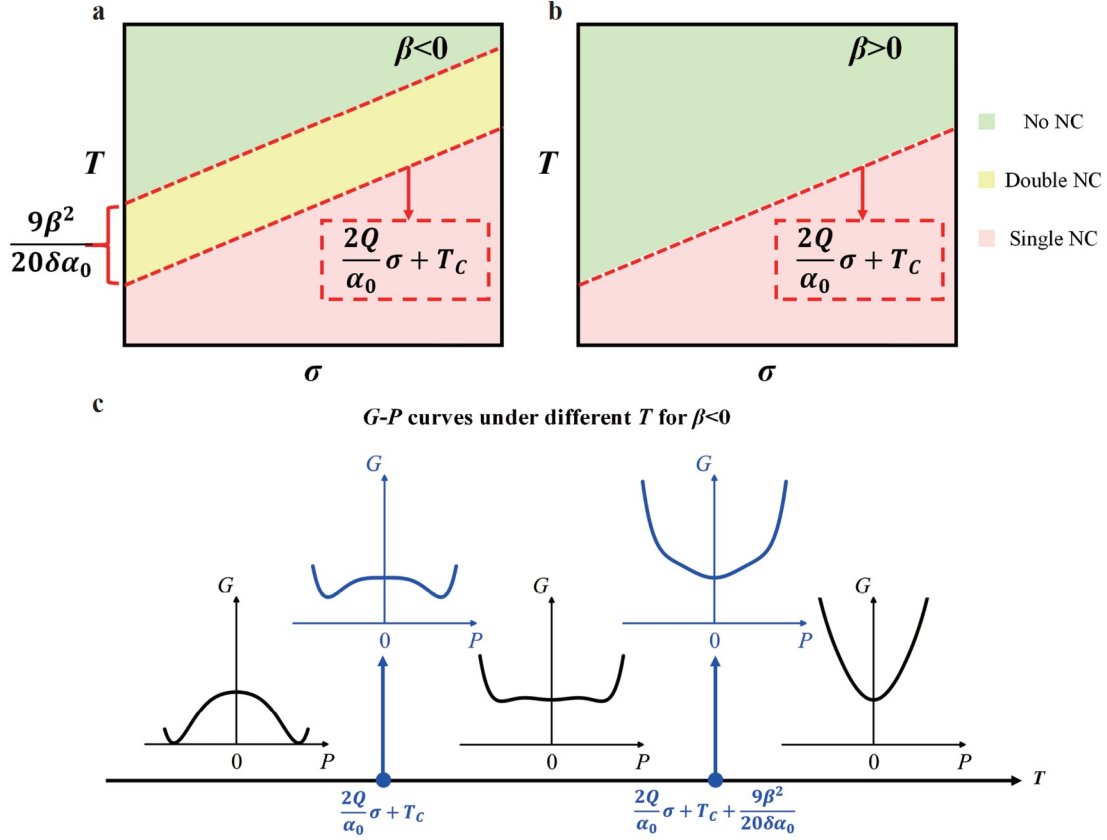 a
β<0
T
9β²/20δα₀
2Q/α₀ σ + T_C
σ
b
β>0
T
2Q/α₀ σ + T_C
σ
No NC
Double NC
Single NC
c
G-P curves under different T for β<0
G
0
P
G
0
P
G
0
P
G
0
P
G
0
P
T
2Q/α₀ σ + T_C
2Q/α₀ σ + T_C + 9β²/20δα₀